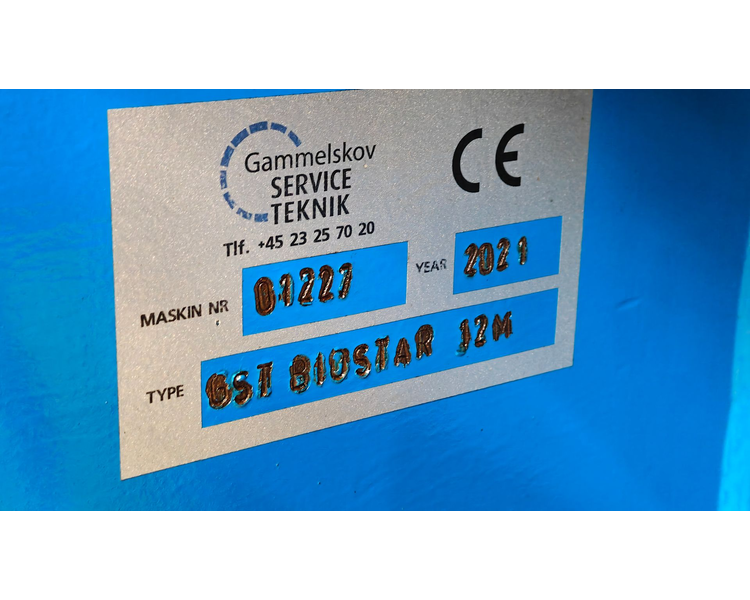 Gammelskov
SERVICE
TEKNIK
CE
Tlf. +45 23 25 70 20
MASKIN NR 01227 YEAR 2021
TYPE GST BIOSTAR 12M